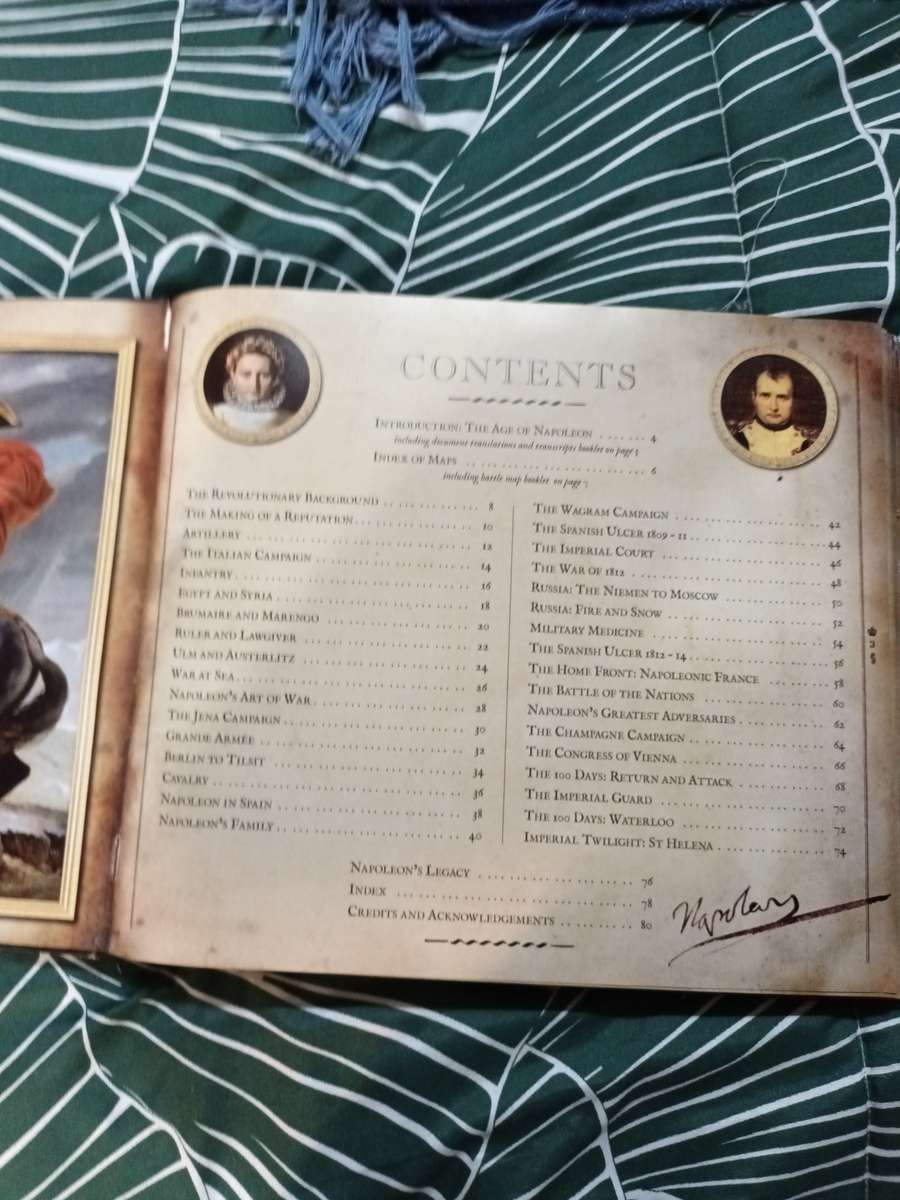 CONTENTS
INTRODUCTION: THE AGE OF NAPOLEON ....... 4
including document translations and transcripts booklet on page 5
INDEX OF MAPS .......................... 6
including battle map booklet on page 7
THE REVOLUTIONARY BACKGROUND .............. 8
THE MAKING OF A REPUTATION ................. 10
ARTILLERY ................................... 12
THE ITALIAN CAMPAIGN ........................ 14
INFANTRY .................................... 16
EGYPT AND SYRIA ............................. 18
BRUMAIRE AND MARENGO ....................... 20
RULER AND LAWGIVER ......................... 22
ULM AND AUSTERLITZ ......................... 24
WAR AT SEA .................................. 26
NAPOLEON'S ART OF WAR ...................... 28
THE JENA CAMPAIGN .......................... 30
GRANDE ARMÉE ............................... 32
BERLIN TO TILSIT ........................... 34
CAVALRY ..................................... 36
NAPOLEON IN SPAIN .......................... 38
NAPOLEON'S FAMILY .......................... 40
THE WAGRAM CAMPAIGN ........................ 42
THE SPANISH ULCER 1809 - 11 .................. 44
THE IMPERIAL COURT ......................... 46
THE WAR OF 1812 ............................. 48
RUSSIA: THE NIEMEN TO MOSCOW ............... 50
RUSSIA: FIRE AND SNOW ...................... 52
MILITARY MEDICINE .......................... 54
THE SPANISH ULCER 1812 - 14 .................. 56
THE HOME FRONT: NAPOLEONIC FRANCE ........ 58
THE BATTLE OF THE NATIONS .................. 60
NAPOLEON'S GREATEST ADVERSARIES ............ 62
THE CHAMPAGNE CAMPAIGN ..................... 64
THE CONGRESS OF VIENNA ..................... 66
THE 100 DAYS: RETURN AND ATTACK ............ 68
THE IMPERIAL GUARD ......................... 70
THE 100 DAYS: WATERLOO ..................... 72
IMPERIAL TWILIGHT: ST HELENA ............... 74
NAPOLEON'S LEGACY ...................... 76
INDEX .................................. 78
CREDITS AND ACKNOWLEDGEMENTS .......... 80